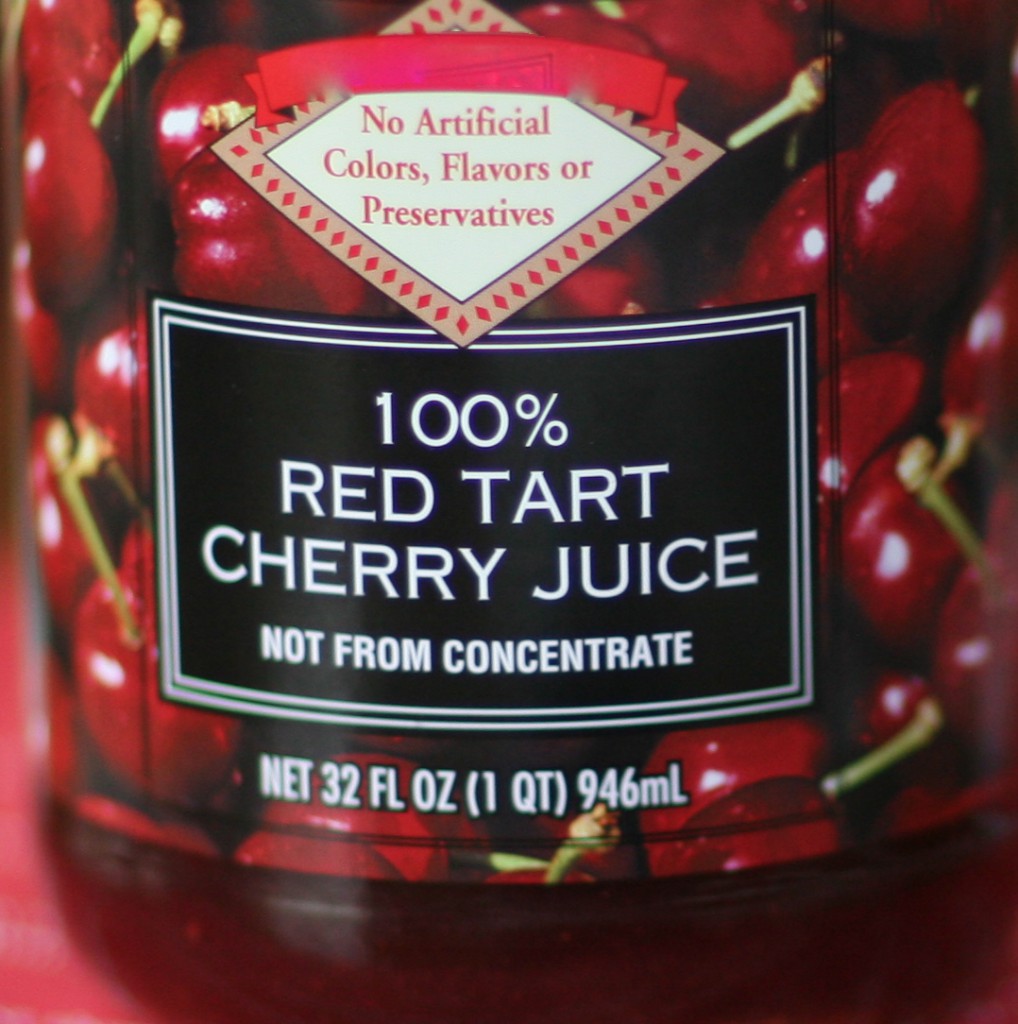 No Artificial
Colors, Flavors or
Preservatives
100%
RED TART
CHERRY JUICE
NOT FROM CONCENTRATE
NET 32 FL OZ (1 QT) 946mL